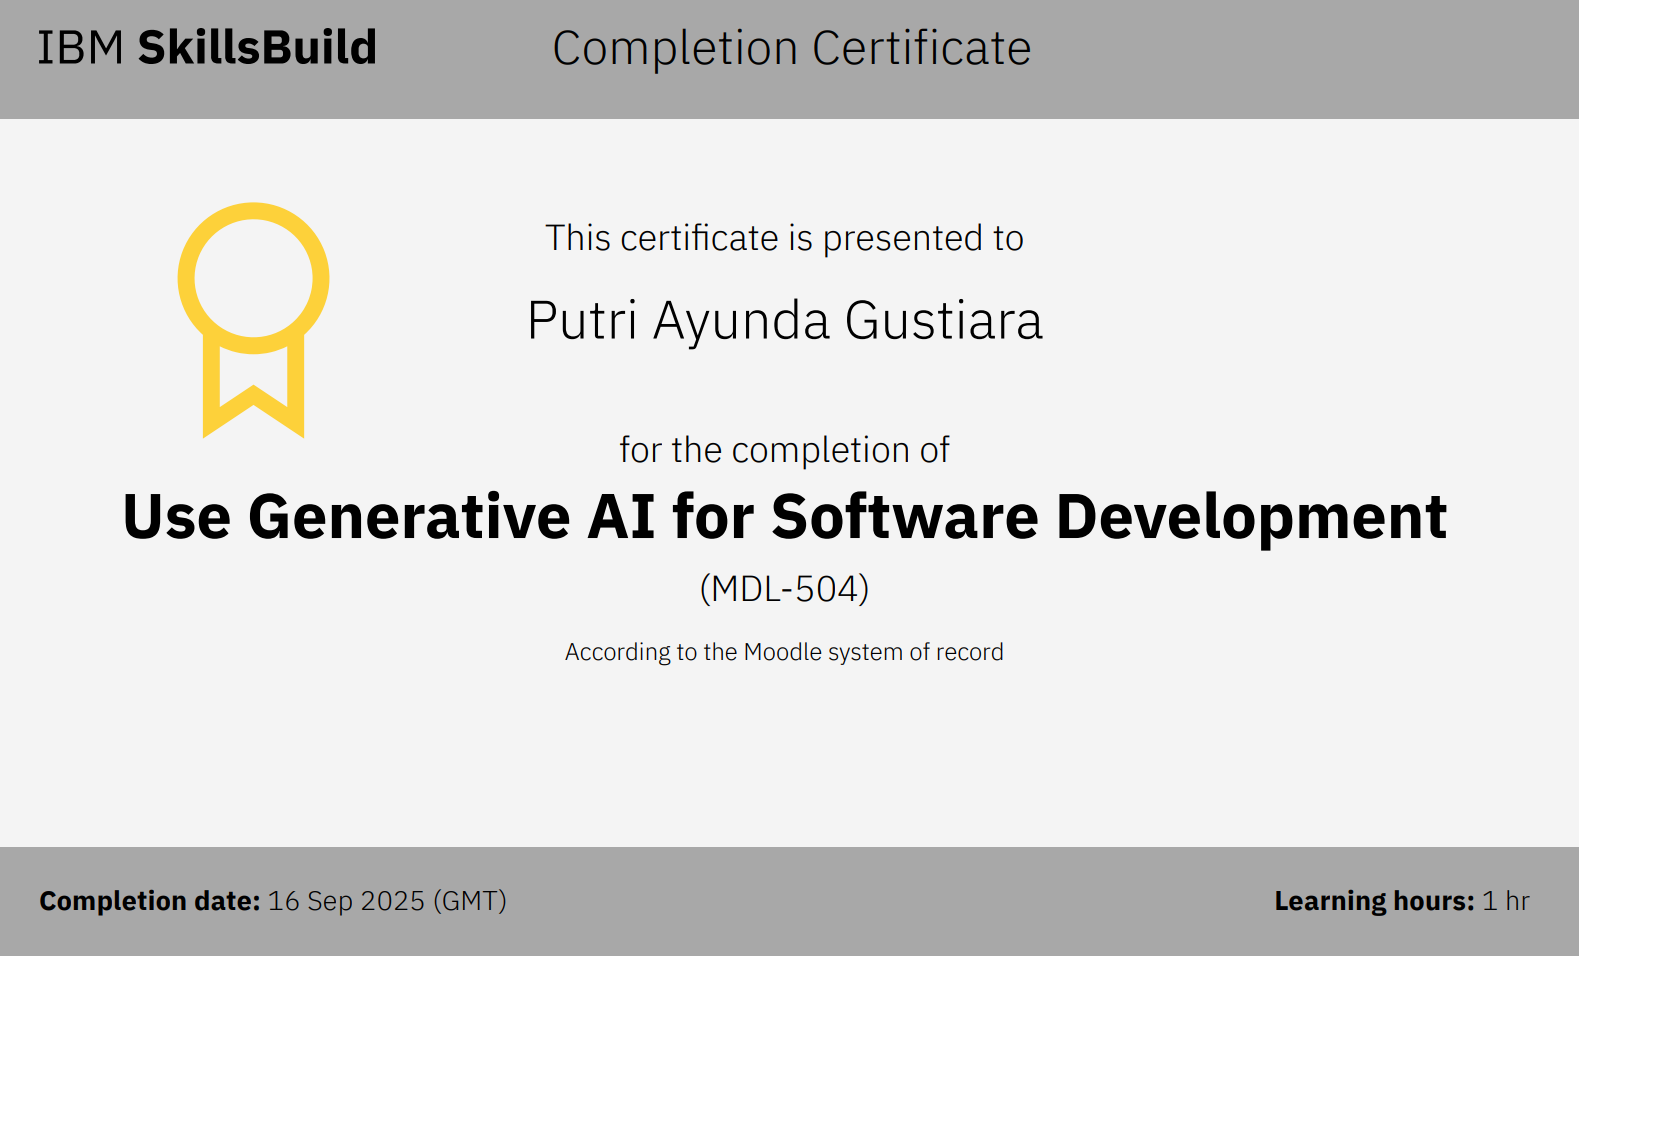 IBM SkillsBuild
Completion Certificate
This certificate is presented to
Putri Ayunda Gustiara
for the completion of
Use Generative AI for Software Development
(MDL-504)
According to the Moodle system of record
Completion date: 16 Sep 2025 (GMT)
Learning hours: 1 hr